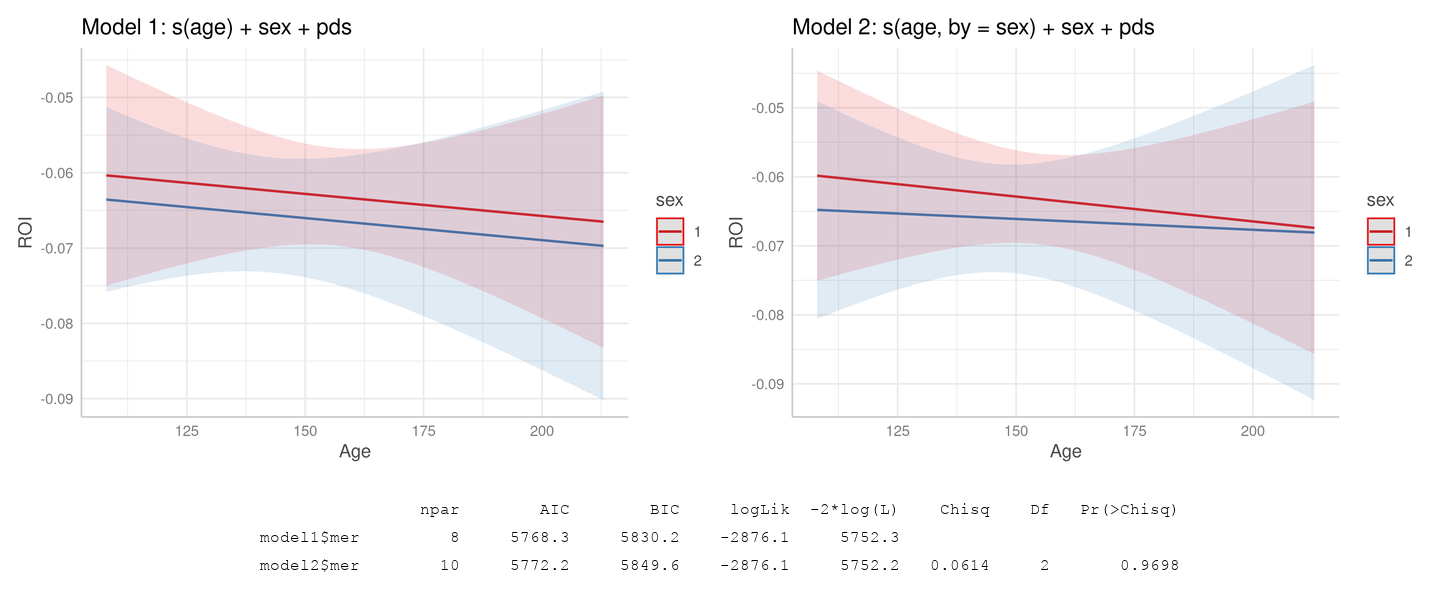 Model 1: s(age) + sex + pds
ROI
-0.05
-0.06
-0.07
-0.08
-0.09
125 150 175 200
Age
sex
1
2
Model 2: s(age, by = sex) + sex + pds
ROI
-0.05
-0.06
-0.07
-0.08
-0.09
125 150 175 200
Age
sex
1
2
npar AIC BIC logLik -2*log(L) Chisq Df Pr(>Chisq)
model1$mer 8 5768.3 5830.2 -2876.1 5752.3
model2$mer 10 5772.2 5849.6 -2876.1 5752.2 0.0614 2 0.9698